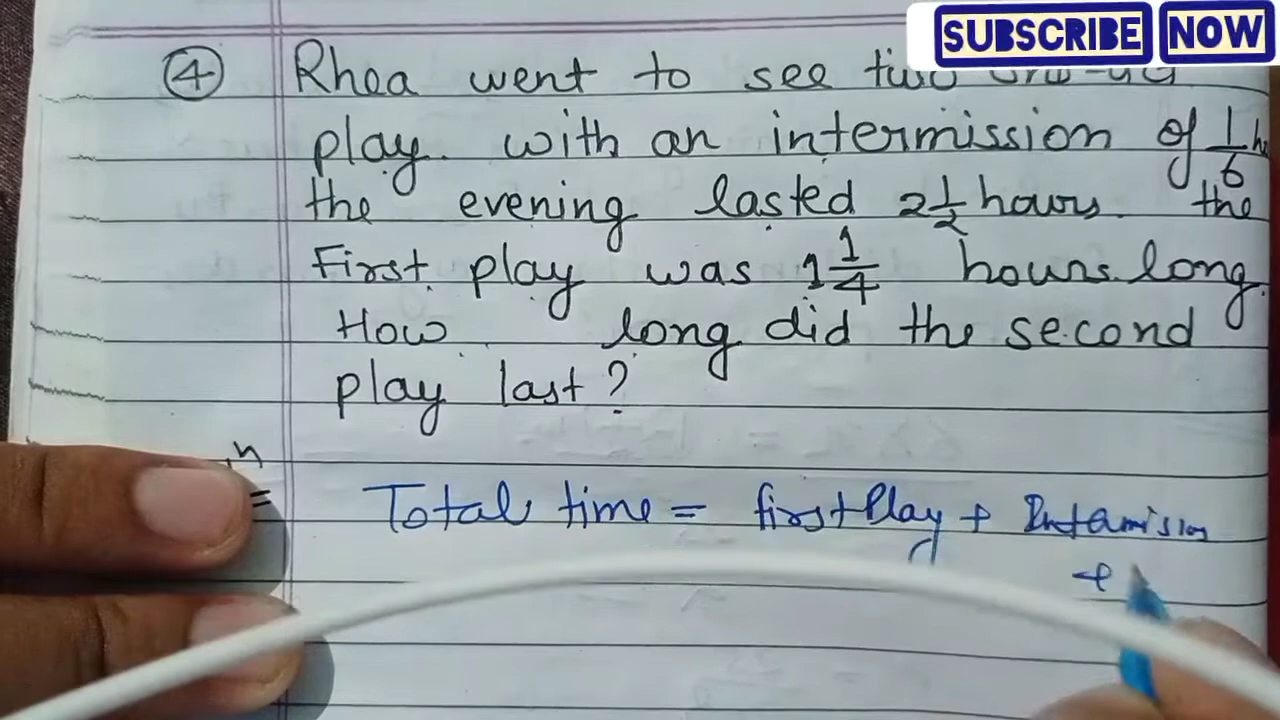 SUBSCRIBE NOW
④ Rhea went to see two
play. with an intermission of 1/6
the evening lasted 2 1/2 hours. the
First play was 1 1/4 hours long.
How long did the second
play last?
n
= Total time = first Play + Intamision
+